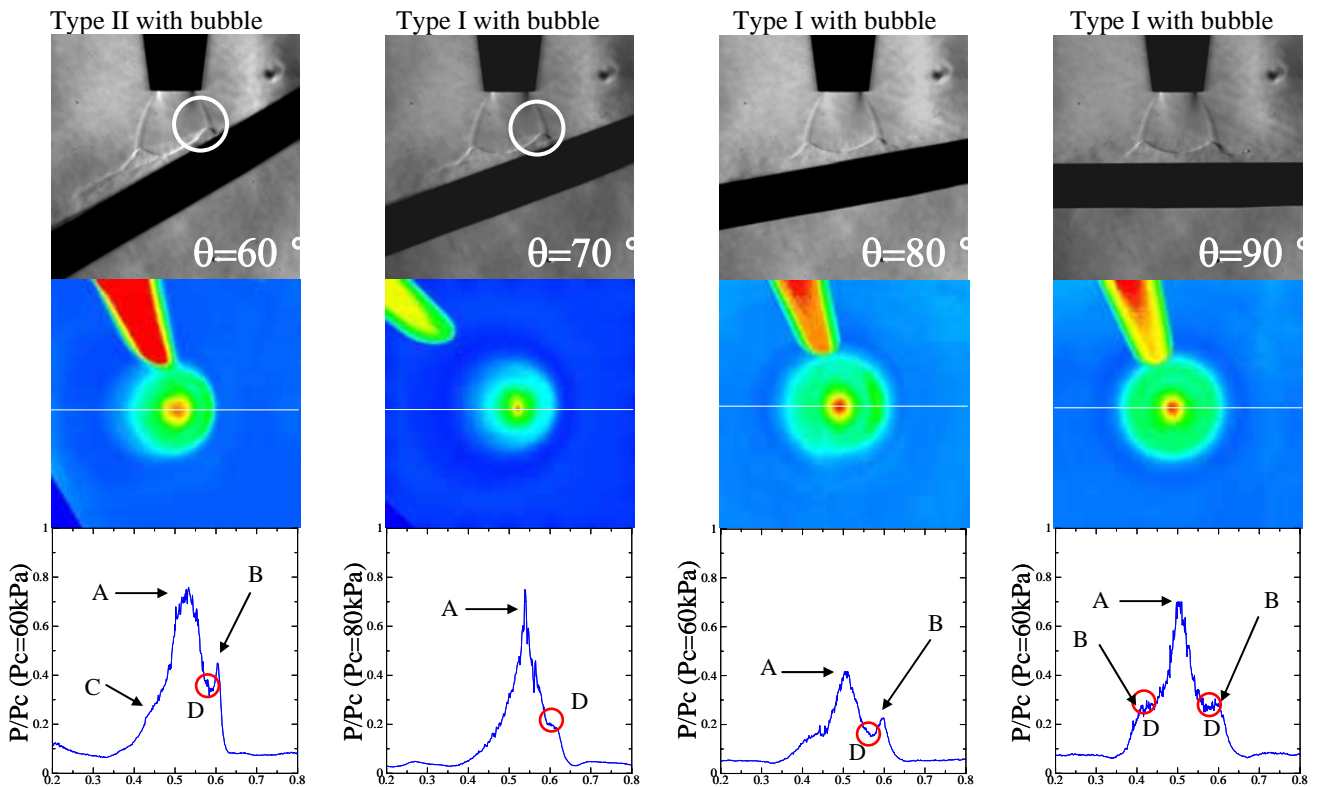 Type II with bubble
Type I with bubble
Type I with bubble
Type I with bubble
θ=60 °
θ=70 °
θ=80 °
θ=90 °
P/Pc (Pc=60kPa)
1
0.8
0.6
0.4
0.2
0
0.2 0.3 0.4 0.5 0.6 0.7 0.8
A
B
C
D
P/Pc (Pc=80kPa)
1
0.8
0.6
0.4
0.2
0
0.2 0.3 0.4 0.5 0.6 0.7 0.8
A
D
P/Pc (Pc=60kPa)
1
0.8
0.6
0.4
0.2
0
0.2 0.3 0.4 0.5 0.6 0.7 0.8
A
B
D
P/Pc (Pc=60kPa)
1
0.8
0.6
0.4
0.2
0
0.2 0.3 0.4 0.5 0.6 0.7 0.8
A
B
B
D
D